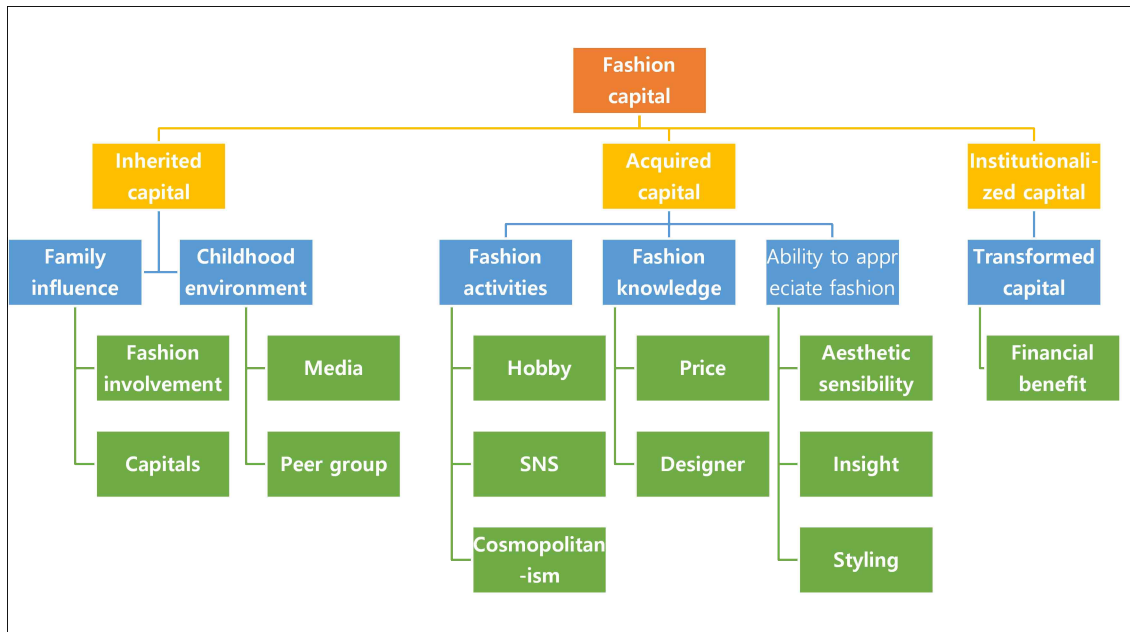 Fashion
capital
Inherited
capital
Acquired
capital
Institutionali-
zed capital
Family
influence
Childhood
environment
Fashion
activities
Fashion
knowledge
Ability to appr
eciate fashion
Transformed
capital
Fashion
involvement
Media
Hobby
Price
Aesthetic
sensibility
Financial
benefit
Capitals
Peer group
SNS
Designer
Insight
Cosmopolitan
-ism
Styling